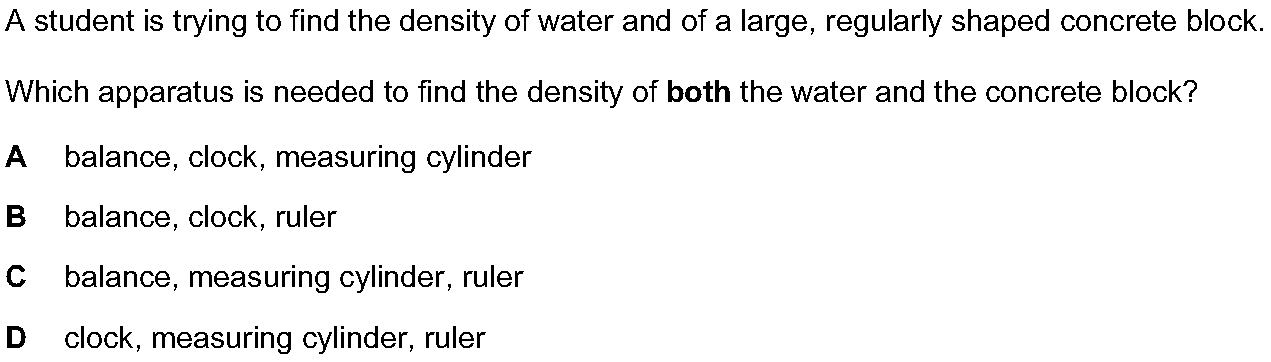 A student is trying to find the density of water and of a large, regularly shaped concrete block.
Which apparatus is needed to find the density of both the water and the concrete block?
A balance, clock, measuring cylinder
B balance, clock, ruler
C balance, measuring cylinder, ruler
D clock, measuring cylinder, ruler